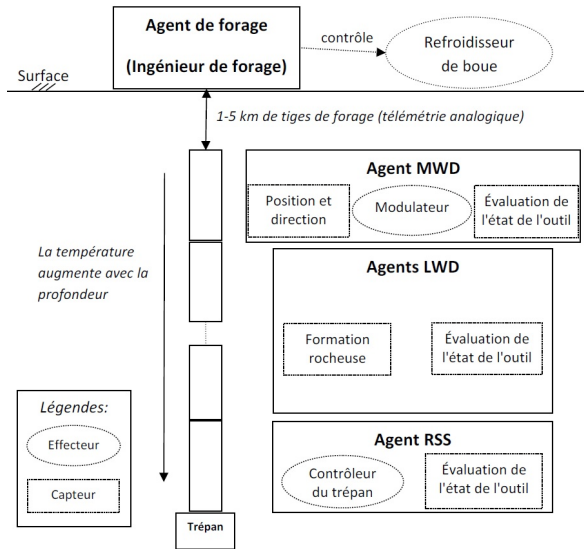 Agent de forage
(Ingénieur de forage)
contrôle
Refroidisseur
de boue
Surface
1-5 km de tiges de forage (télémétrie analogique)
Agent MWD
Position et
direction
Modulateur
Évaluation de
l'état de l'outil
La température
augmente avec la
profondeur
Agents LWD
Formation
rocheuse
Évaluation de
l'état de l'outil
Légendes:
Effecteur
Capteur
Agent RSS
Contrôleur
du trépan
Évaluation de
l'état de l'outil
Trépan